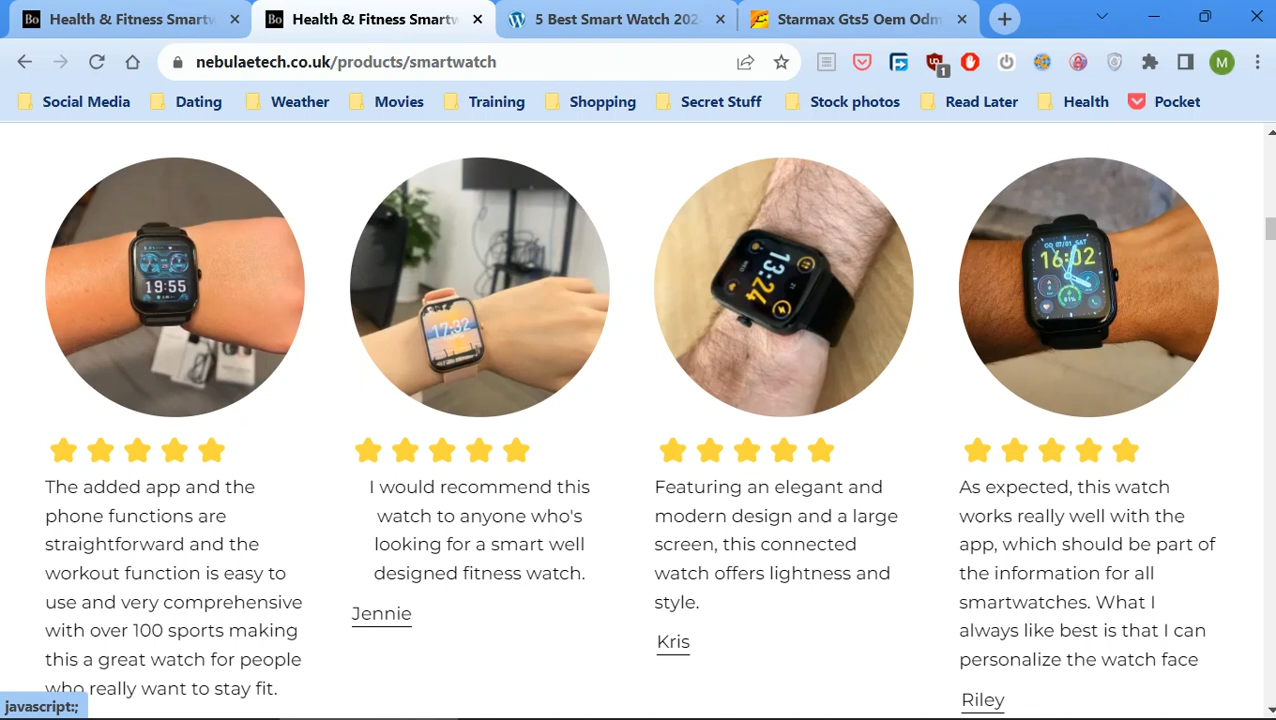 Health & Fitness Smartw
Health & Fitness Smartw
5 Best Smart Watch 202
Starmax Gts5 Oem Odm
nebulaetech.co.uk/products/smartwatch
1
M
Social Media
Dating
Weather
Movies
Training
Shopping
Secret Stuff
Stock photos
Read Later
Health
Pocket
19:55
17:32
13:24
07/01 SAT
16:02
61%
The added app and the
phone functions are
straightforward and the
workout function is easy to
use and very comprehensive
with over 100 sports making
this a great watch for people
who really want to stay fit.
I would recommend this
watch to anyone who's
looking for a smart well
designed fitness watch.
Jennie
Featuring an elegant and
modern design and a large
screen, this connected
watch offers lightness and
style.
Kris
As expected, this watch
works really well with the
app, which should be part of
the information for all
smartwatches. What I
always like best is that I can
personalize the watch face
Riley
javascript:;